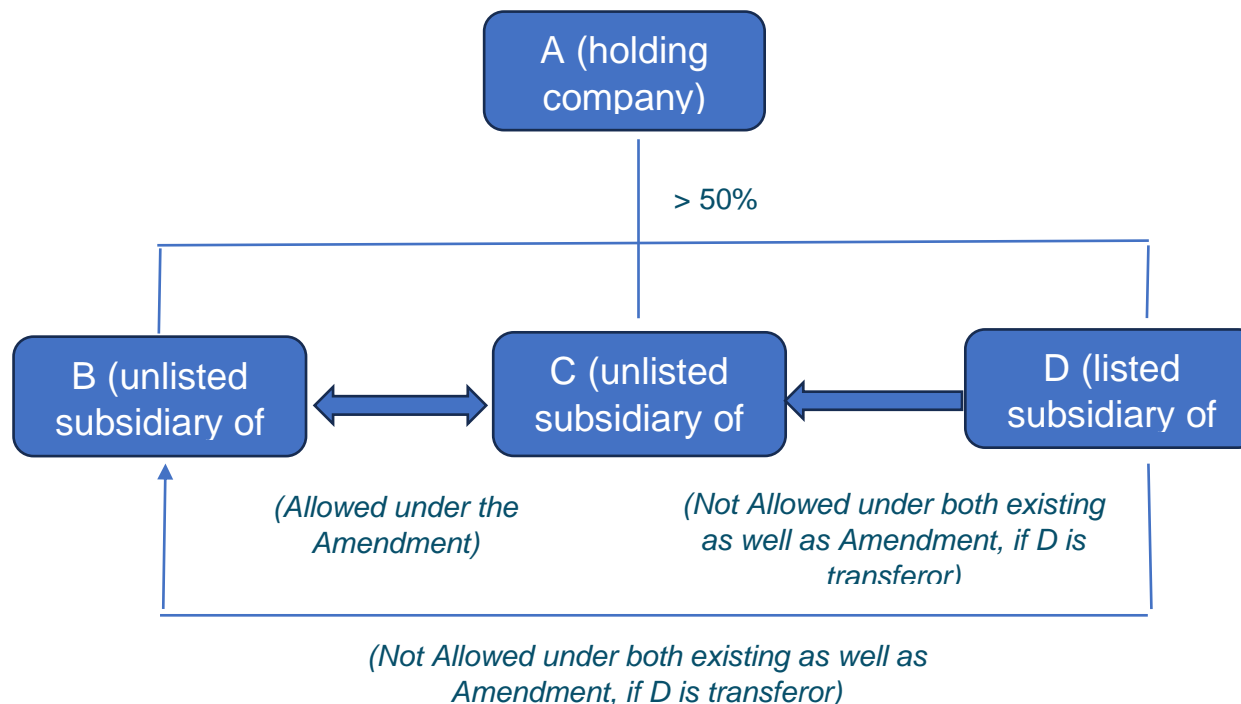 A (holding
company)
> 50%
B (unlisted
subsidiary of
C (unlisted
subsidiary of
D (listed
subsidiary of
(Allowed under the
Amendment)
(Not Allowed under both existing
as well as Amendment, if D is
transferor)
(Not Allowed under both existing as well as
Amendment, if D is transferor)